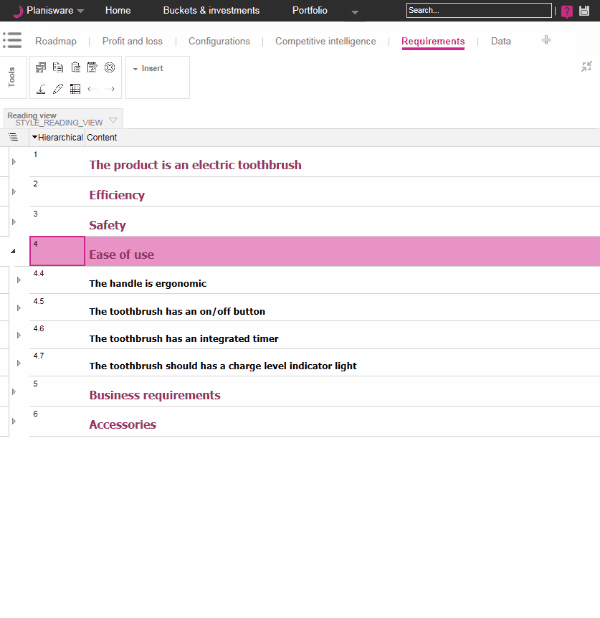 Planisware Home Buckets & investments Portfolio Search... ?
Roadmap | Profit and loss | Configurations | Competitive intelligence | Requirements | Data
Tools
Insert
Reading view
STYLE_READING_VIEW
Hierarchical Content
1 The product is an electric toothbrush
2 Efficiency
3 Safety
4 Ease of use
4.4 The handle is ergonomic
4.5 The toothbrush has an on/off button
4.6 The toothbrush has an integrated timer
4.7 The toothbrush should has a charge level indicator light
5 Business requirements
6 Accessories